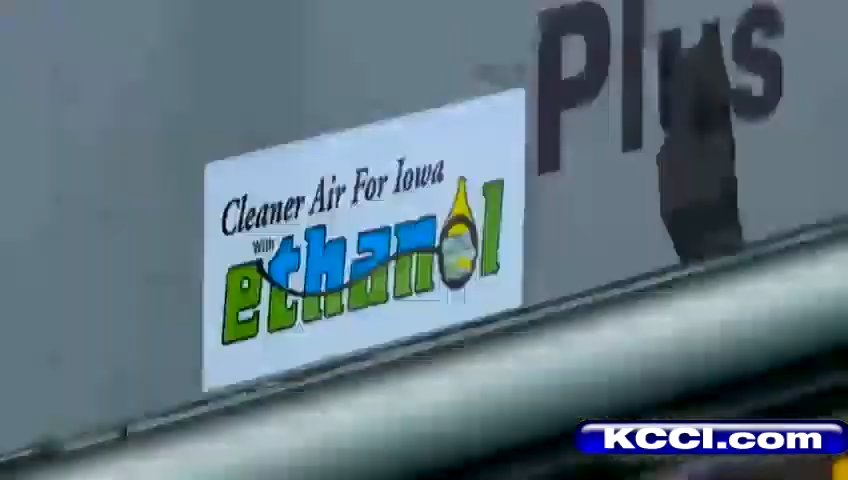 Plus
Cleaner Air For Iowa
With
ethanol
KCCI.com